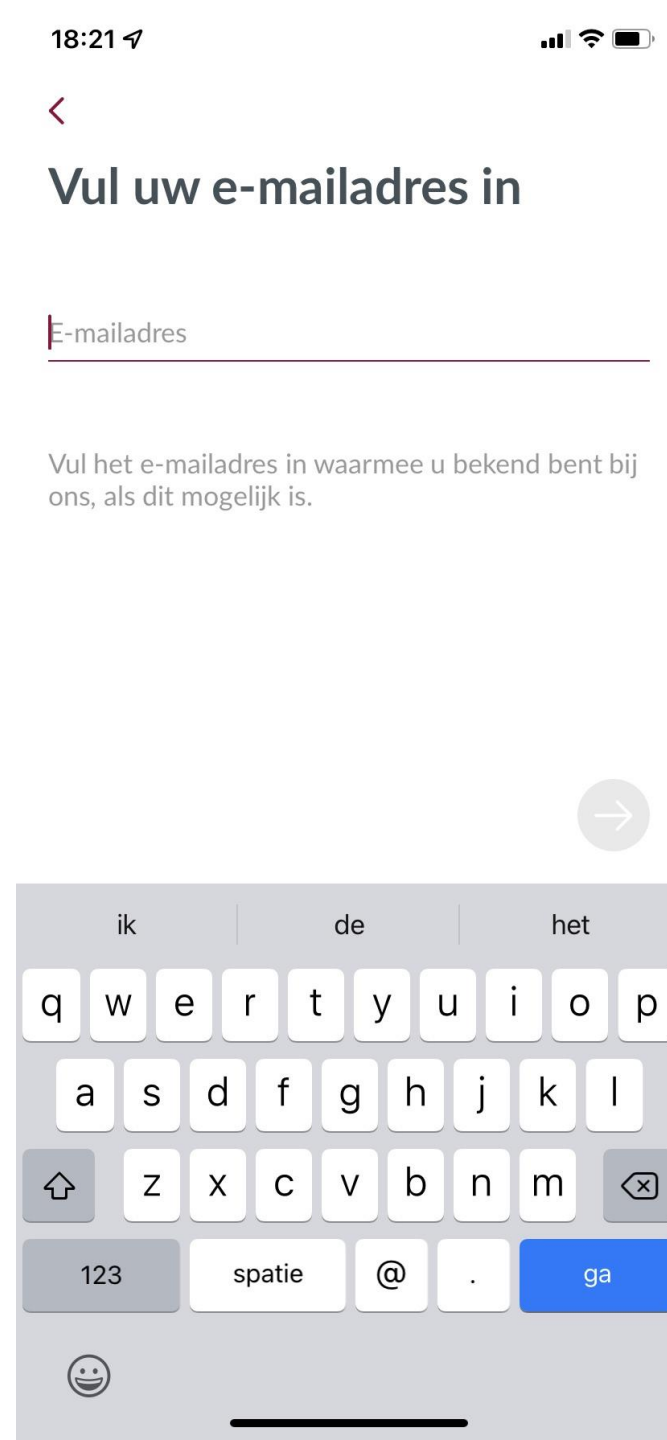 18:21
Vul uw e-mailadres in
E-mailadres
Vul het e-mailadres in waarmee u bekend bent bij
ons, als dit mogelijk is.
ik de het
q w e r t y u i o p
a s d f g h j k l
z x c v b n m
123 spatie @ . ga